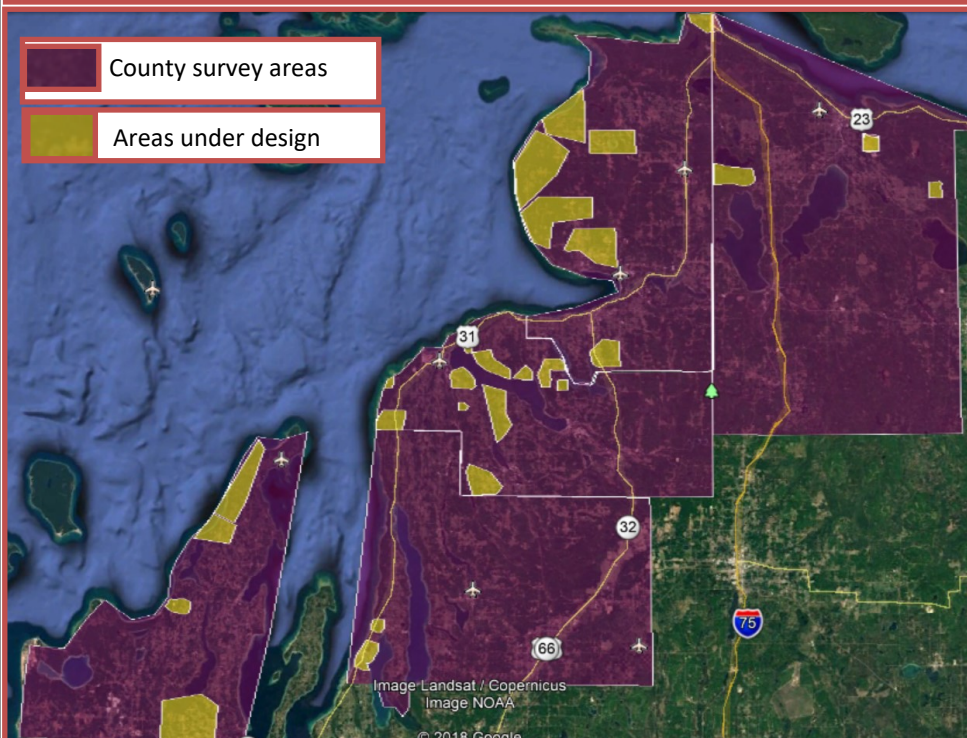 County survey areas
Areas under design
23
31
32
66
75
Image Landsat / Copernicus
Image NOAA
© 2018 Google